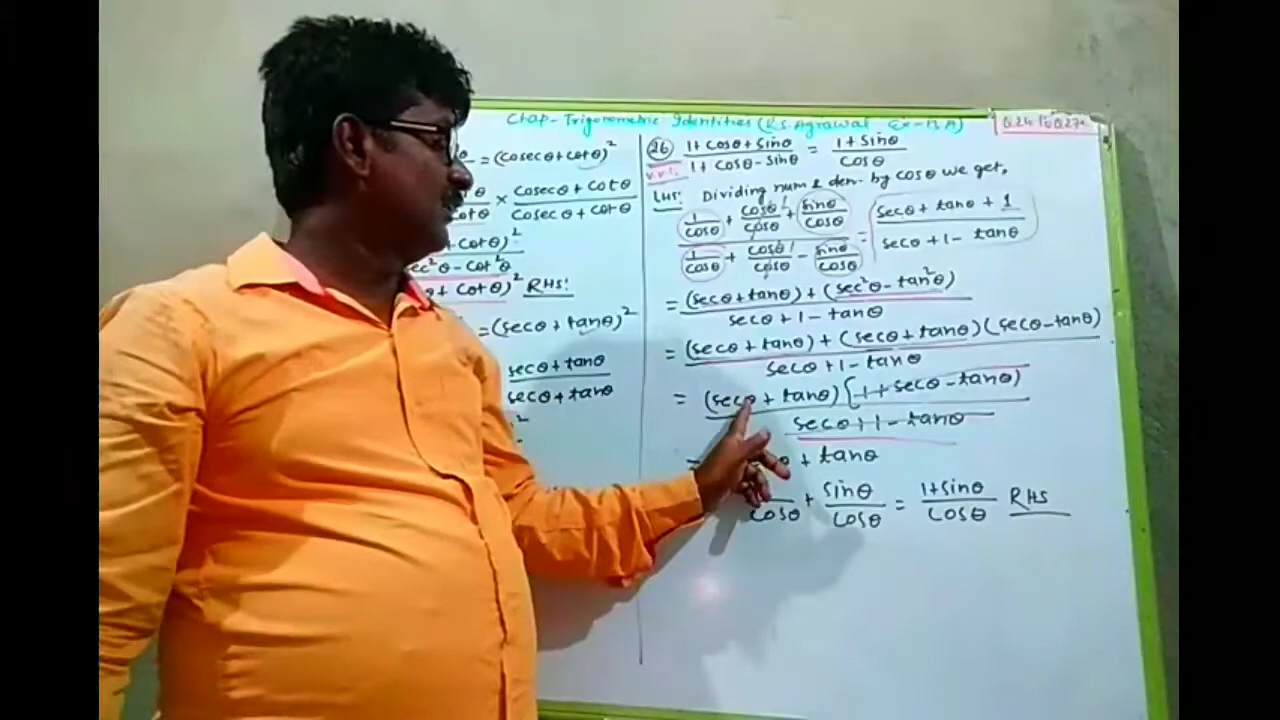 Chap- Trigonometric Identities (R.S. Agrawal Ex-13 A)
Q.24 to Q.27
θ = (cosecθ + cotθ)²
θ × cosecθ + cotθ
cotθ cosecθ + cotθ
+ cotθ)²
ec²θ - cot²θ
+ cotθ)² RHS!
= (secθ + tanθ)²
secθ + tanθ
secθ + tanθ
2
26 1 + cosθ + sinθ = 1 + sinθ
v.v.I. 1 + cosθ - sinθ cosθ
LHS: Dividing num & den. by cosθ we get,
1/cosθ + cosθ/cosθ + sinθ/cosθ = secθ + tanθ + 1
1/cosθ + cosθ/cosθ - sinθ/cosθ secθ + 1 - tanθ
= (secθ + tanθ) + (sec²θ - tan²θ)
secθ + 1 - tanθ
= (secθ + tanθ) + (secθ + tanθ) (secθ - tanθ)
secθ + 1 - tanθ
= (secθ + tanθ) [1 + secθ - tanθ)
secθ + 1 - tanθ
= θ + tanθ
+ sinθ = 1 + sinθ RHS
cosθ cosθ cosθ